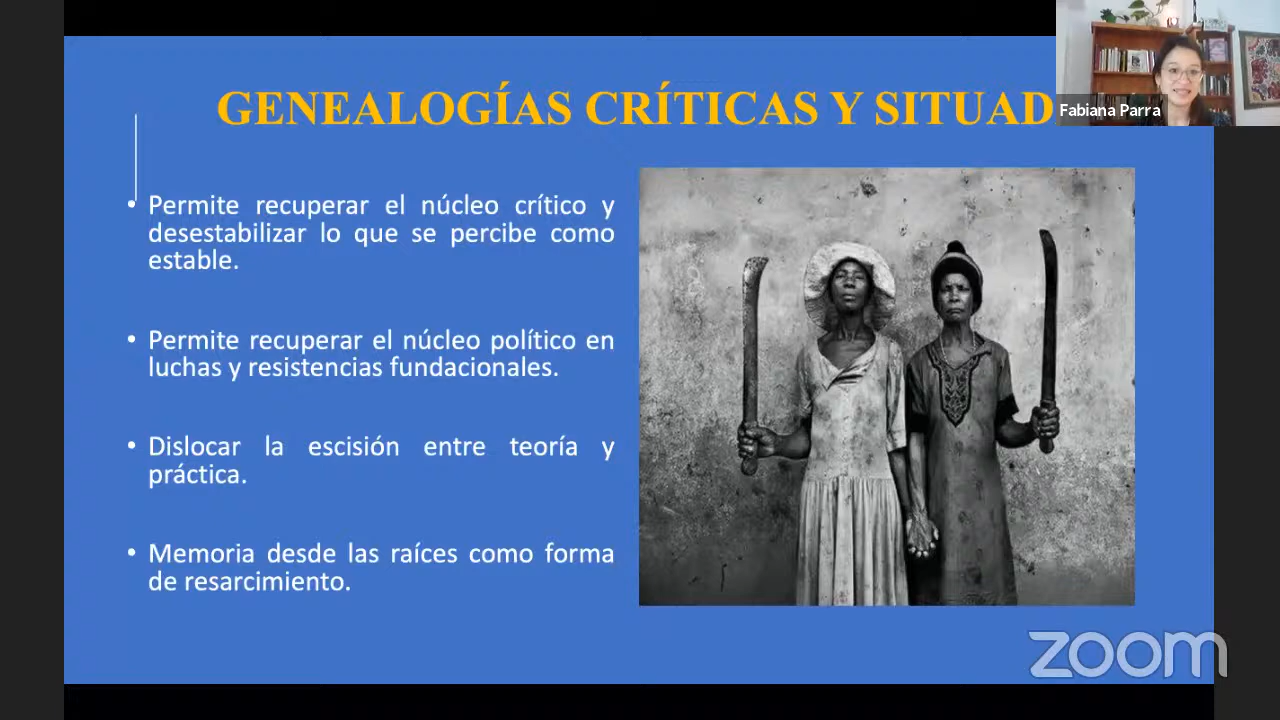 GENEALOGÍAS CRÍTICAS Y SITUAD
Fabiana Parra
• Permite recuperar el núcleo crítico y
desestabilizar lo que se percibe como
estable.
• Permite recuperar el núcleo político en
luchas y resistencias fundacionales.
• Dislocar la escisión entre teoría y
práctica.
• Memoria desde las raíces como forma
de resarcimiento.
zoom